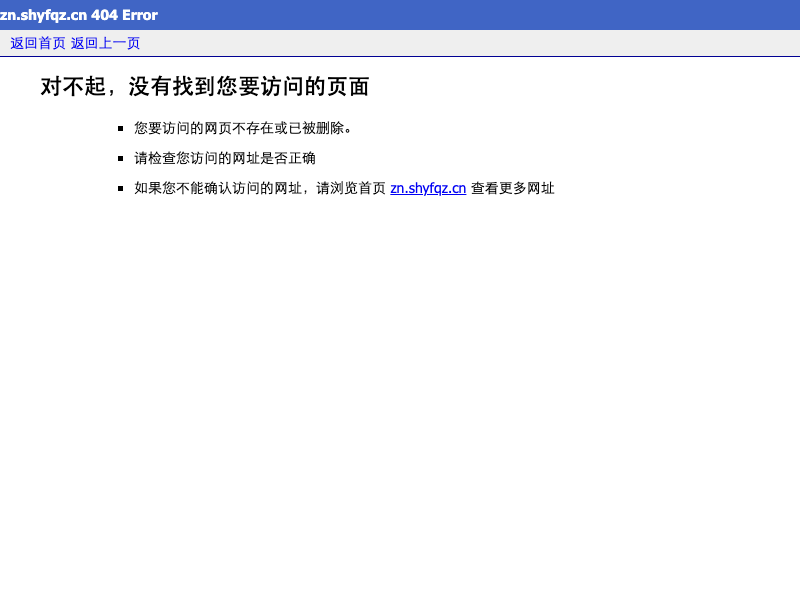 zn.shyfqz.cn 404 Error
返回首页 返回上一页
对不起，没有找到您要访问的页面
您要访问的网页不存在或已被删除。
请检查您访问的网址是否正确
如果您不能确认访问的网址，请浏览首页 zn.shyfqz.cn 查看更多网址